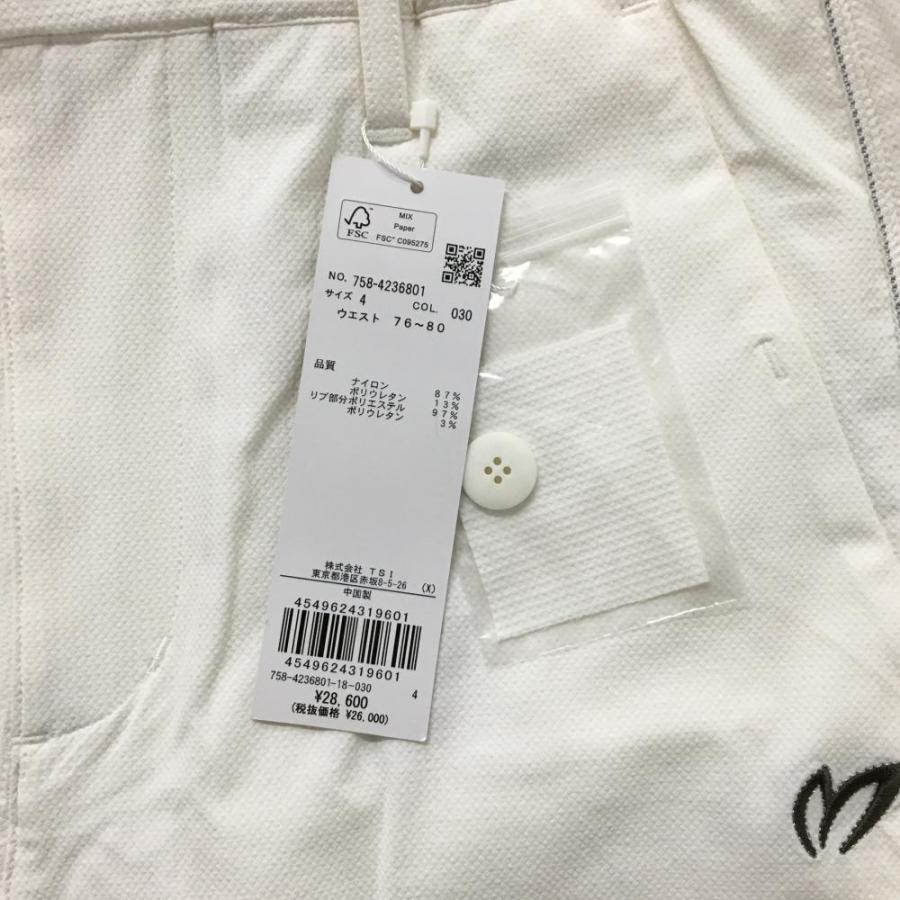 MIX
Paper
FSC® C095275
FSC
NO. 758-4236801
サイズ 4 COL. 030
ウエスト 76~80
品質
ナイロン 87%
ポリウレタン 13%
リブ部分ポリエステル 97%
ポリウレタン 3%
株式会社 TSI
東京都港区赤坂8-5-26 (X)
中国製
4549624319601
4549624319601
758-4236801-18-030 4
¥28,600
(税抜価格 ¥26,000)